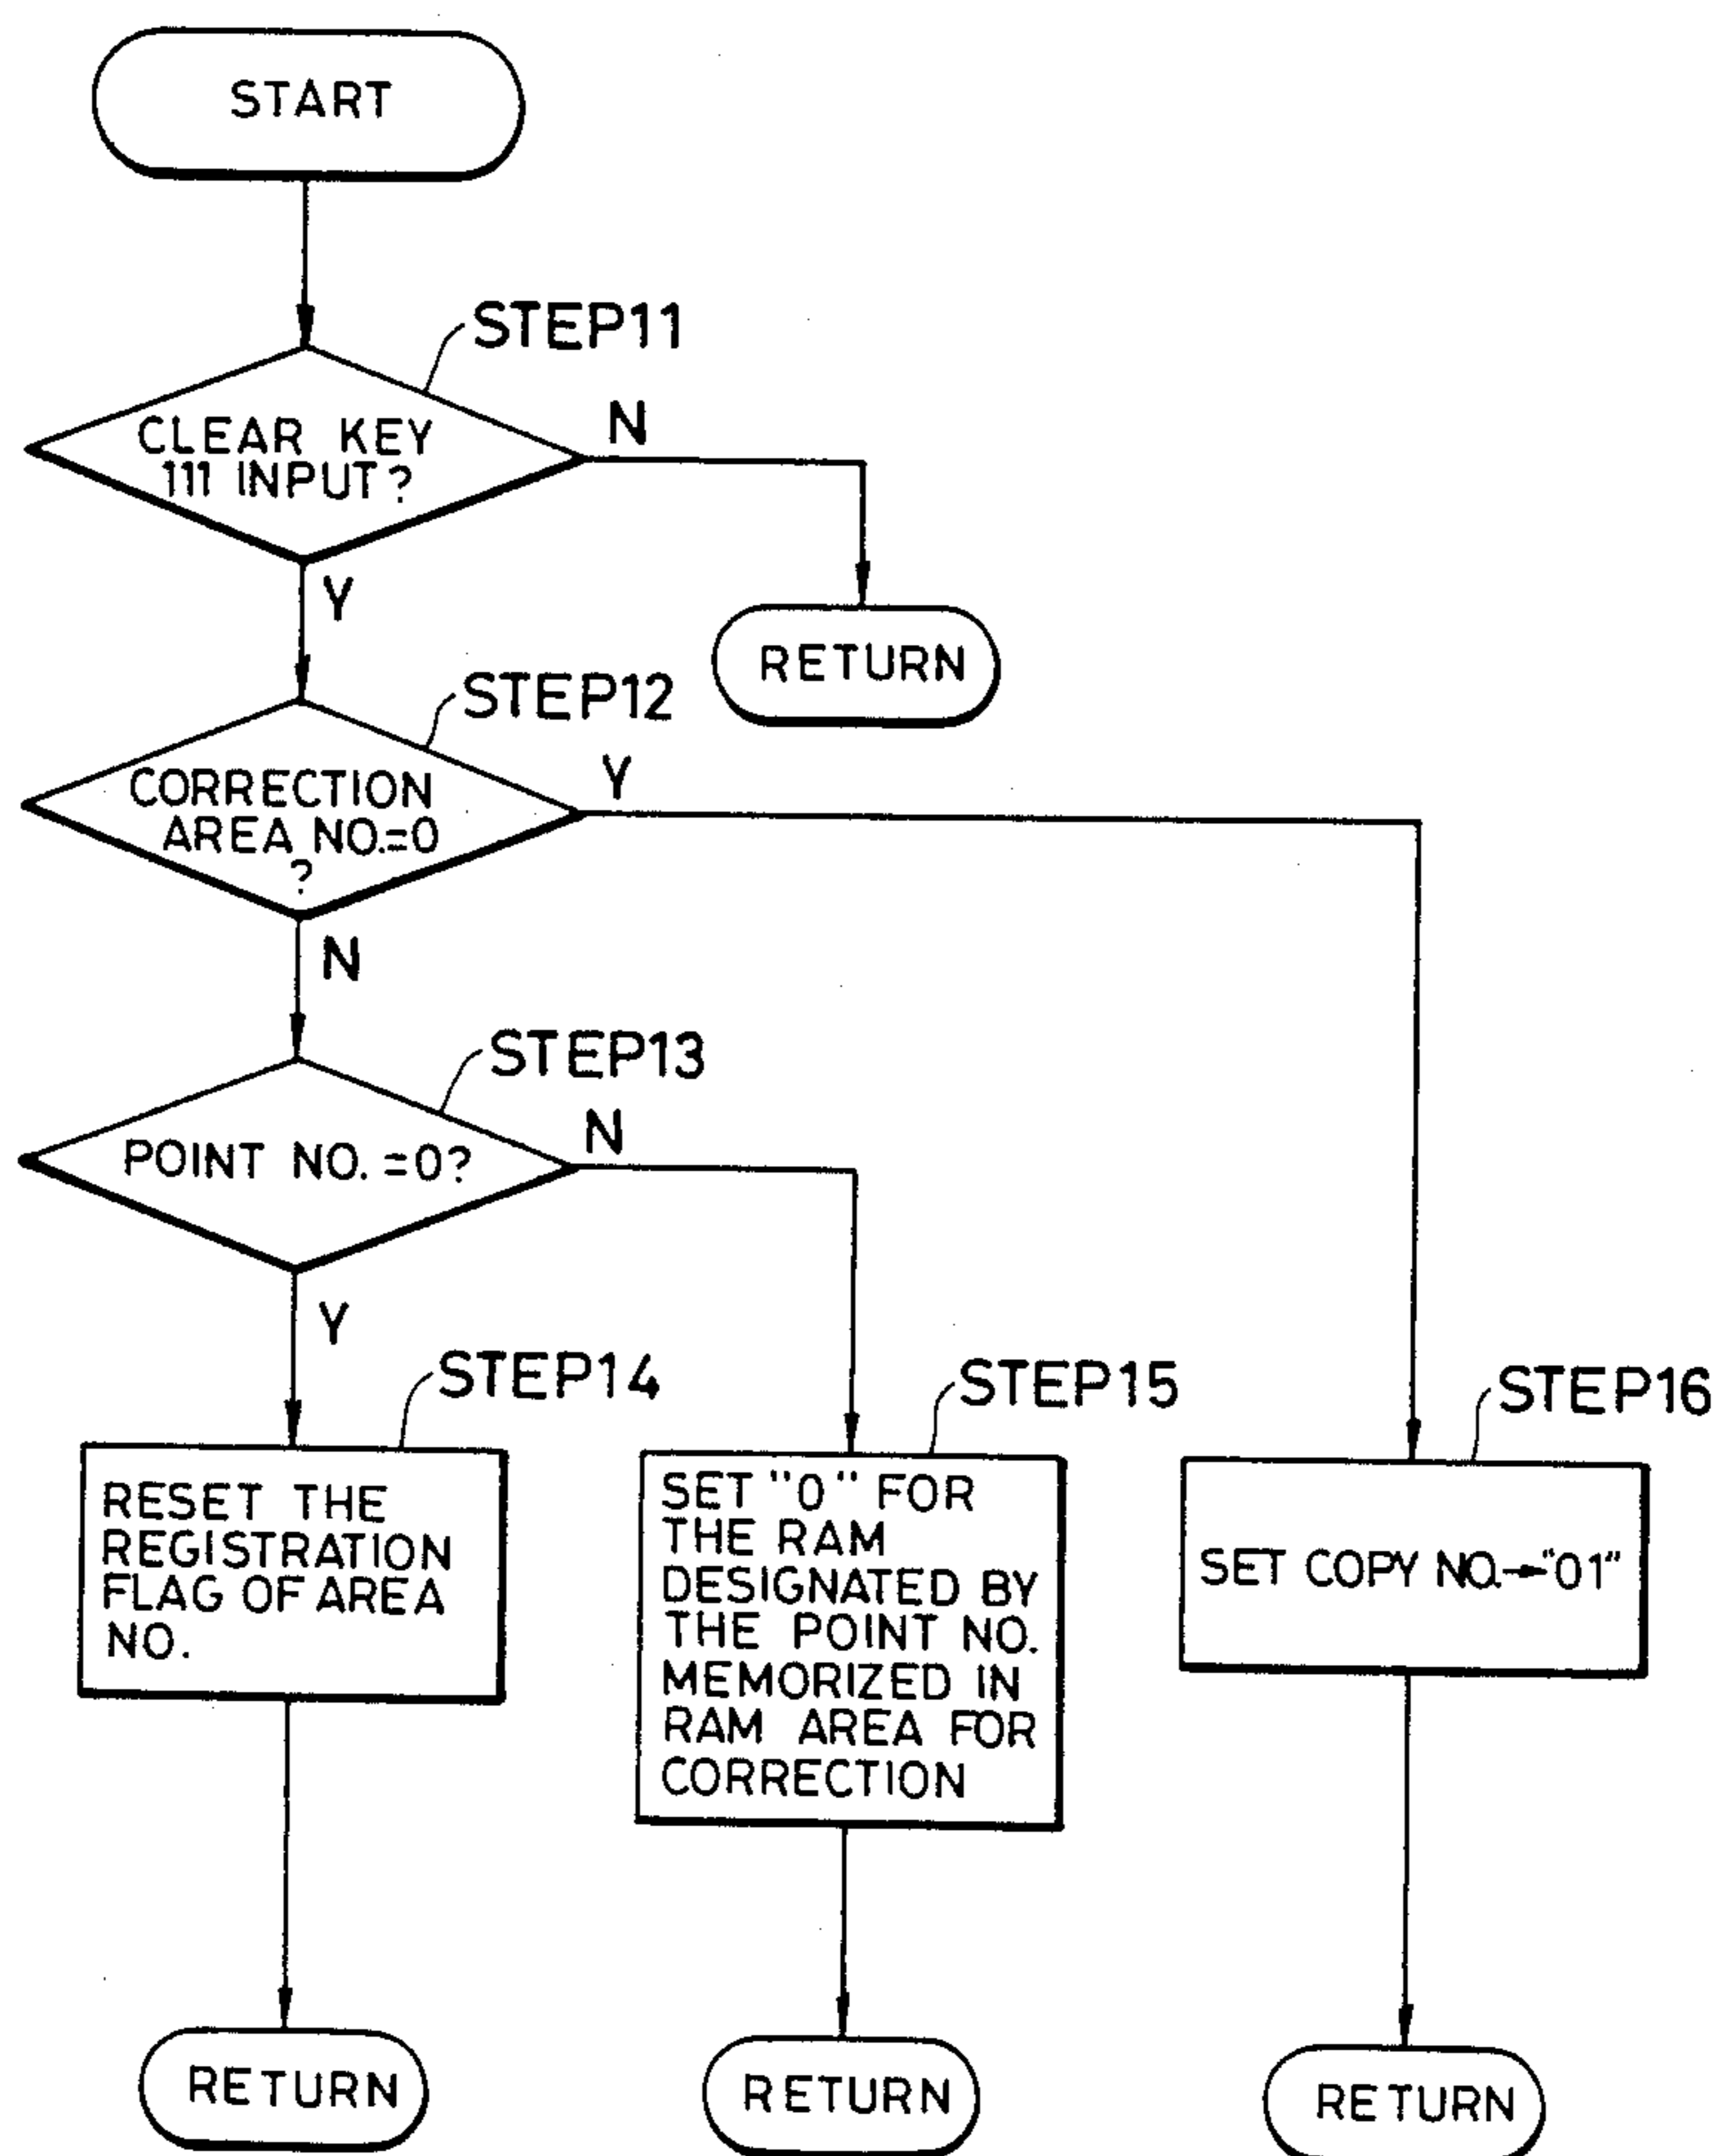 START
STEP11
CLEAR KEY
111 INPUT?
N
Y
RETURN
STEP12
CORRECTION
AREA NO.=0
?
Y
N
STEP13
POINT NO.=0?
N
Y
STEP14
RESET THE
REGISTRATION
FLAG OF AREA
NO.
STEP15
SET "0" FOR
THE RAM
DESIGNATED BY
THE POINT NO.
MEMORIZED IN
RAM AREA FOR
CORRECTION
STEP16
SET COPY NO.→"01"
RETURN
RETURN
RETURN